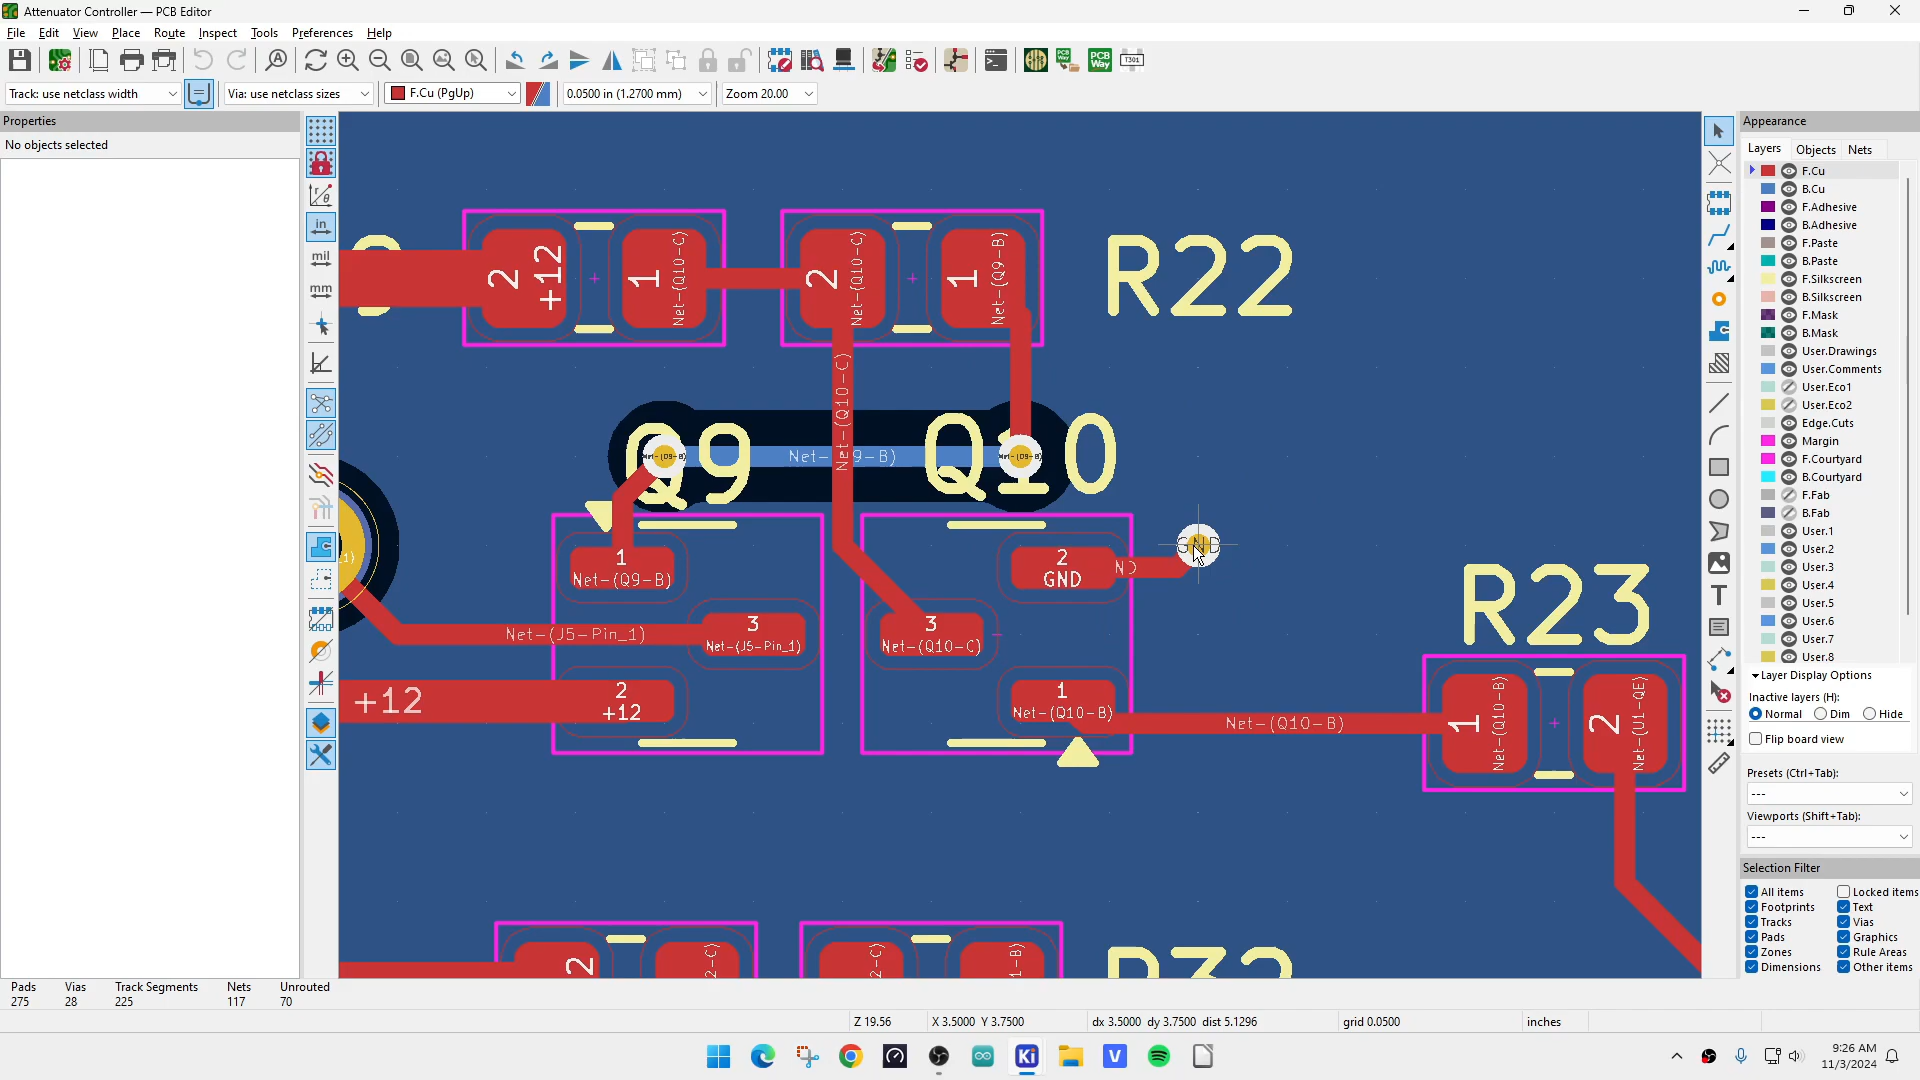 Attenuator Controller — PCB Editor
File Edit View Place Route Inspect Tools Preferences Help
Track: use netclass width
Via: use netclass sizes
F.Cu (PgUp)
0.0500 in (1.2700 mm)
Zoom 20.00
Properties
No objects selected
in
mil
mm
2
+12
1
Net-(Q10-C)
2
Net-(Q10-C)
1
Net-(Q9-B)
R22
Net-(Q10-C)
Q9
Q10
1
Net-(Q9-B)
2
GND
GND
3
Net-(J5-Pin_1)
Net-(J5-Pin_1)
3
Net-(Q10-C)
+12
2
+12
1
Net-(Q10-B)
Net-(Q10-B)
R23
1
Net-(Q10-B)
2
Net-(U1-QE)
2
R32
Appearance
Layers Objects Nets
F.Cu
B.Cu
F.Adhesive
B.Adhesive
F.Paste
B.Paste
F.Silkscreen
B.Silkscreen
F.Mask
B.Mask
User.Drawings
User.Comments
User.Eco1
User.Eco2
Edge.Cuts
Margin
F.Courtyard
B.Courtyard
F.Fab
B.Fab
User.1
User.2
User.3
User.4
User.5
User.6
User.7
User.8
Layer Display Options
Inactive layers (H):
Normal Dim Hide
Flip board view
Presets (Ctrl+Tab):
---
Viewports (Shift+Tab):
---
Selection Filter
All items Locked items
Footprints Text
Tracks Vias
Pads Graphics
Zones Rule Areas
Dimensions Other items
Pads Vias Track Segments Nets Unrouted
275 28 225 117 70
Z 19.56
X 3.5000 Y 3.7500
dx 3.5000 dy 3.7500 dist 5.1296
grid 0.0500
inches
9:26 AM
11/3/2024